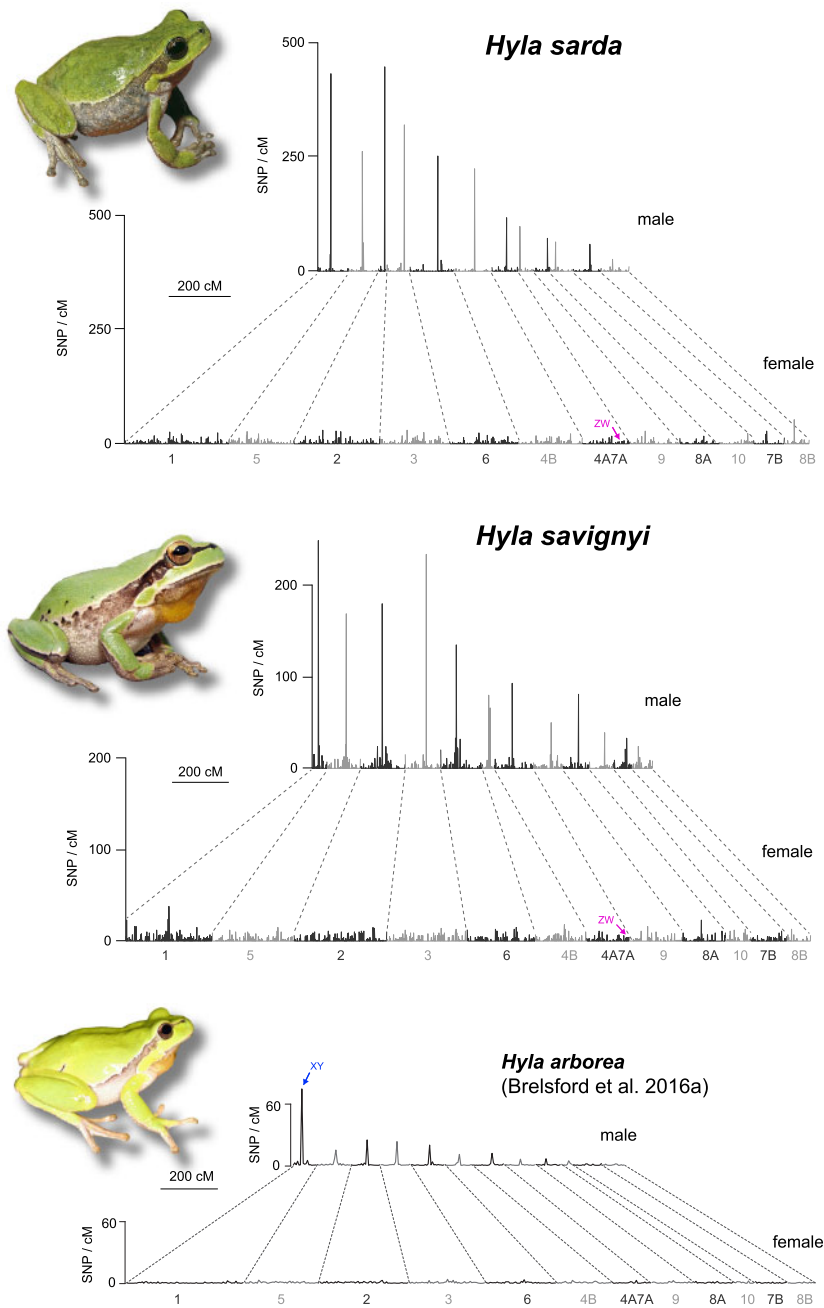 Hyla sarda
500
250
0
SNP / cM
male
500
250
0
SNP / cM
200 cM
female
ZW
1 5 2 3 6 4B 4A7A 9 8A 10 7B 8B
Hyla savignyi
200
100
0
SNP / cM
male
200
100
0
SNP / cM
200 cM
female
ZW
1 5 2 3 6 4B 4A7A 9 8A 10 7B 8B
Hyla arborea
(Brelsford et al. 2016a)
XY
60
0
SNP / cM
male
200 cM
60
0
SNP / cM
female
1 5 2 3 6 4B 4A7A 9 8A 10 7B 8B